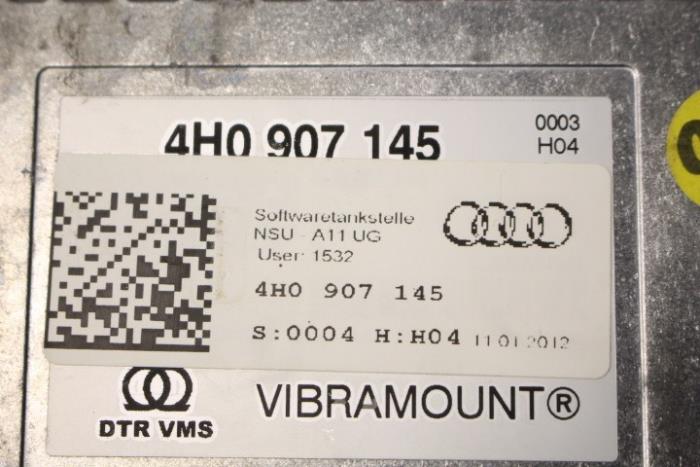 4H0 907 145
0003
H04
Softwaretankstelle
NSU - A11 UG
User: 1532
4H0 907 145
S:0004 H:H04 11 01 2012
DTR VMS
VIBRAMOUNT®